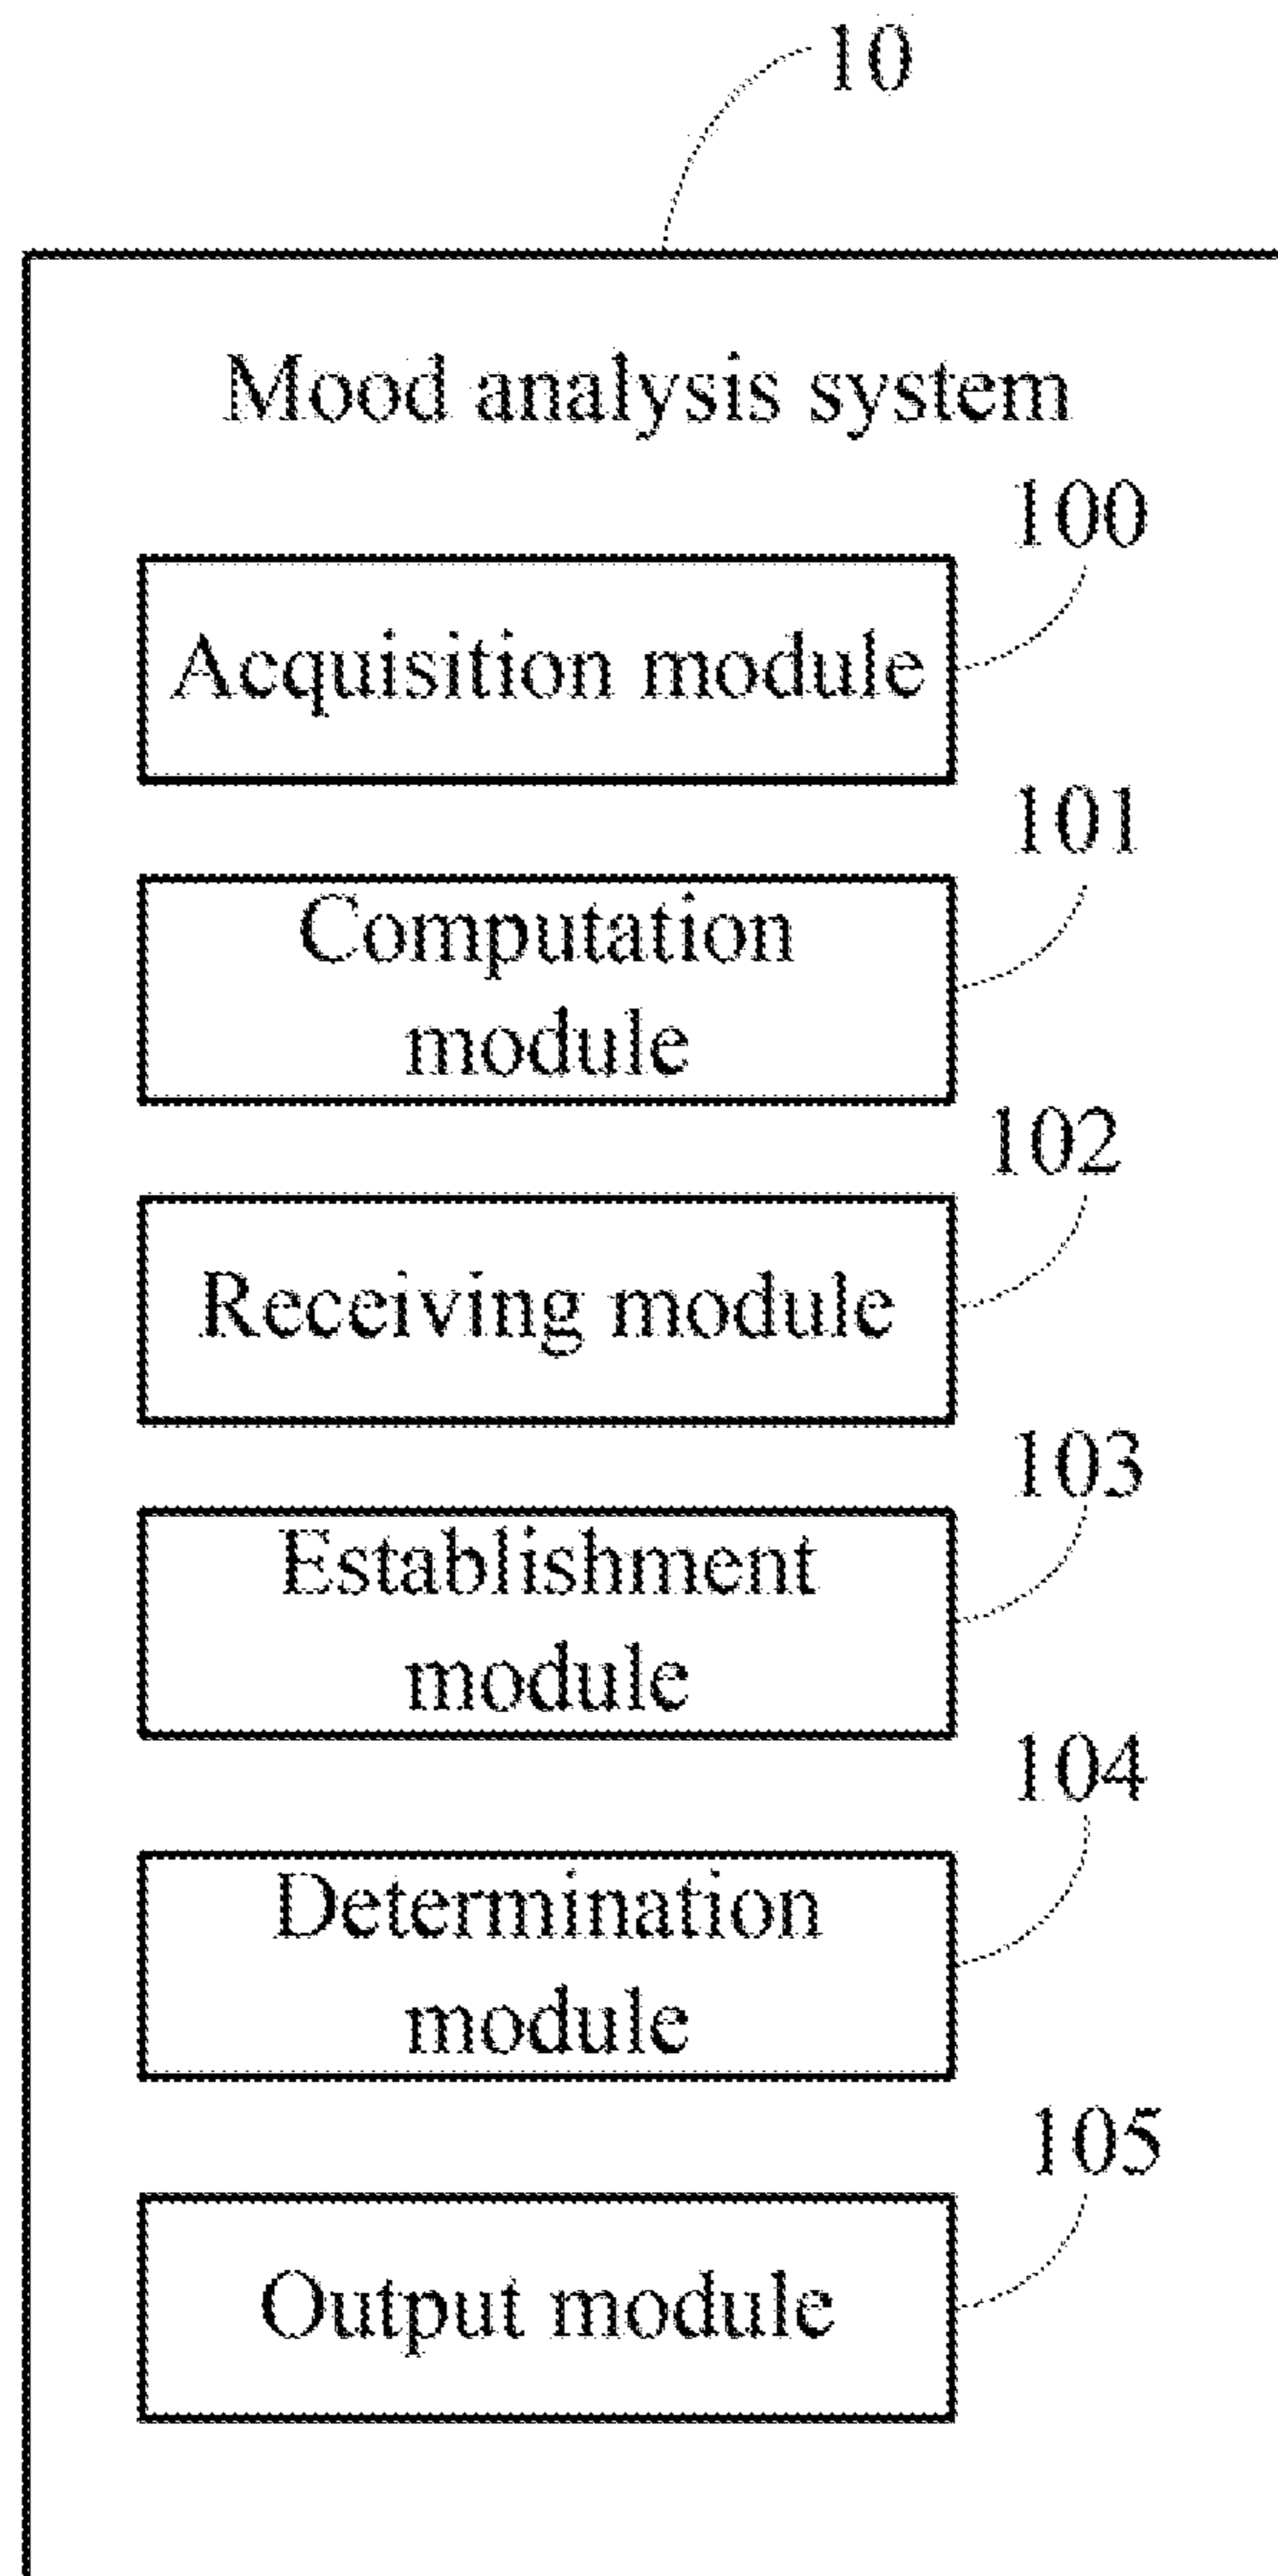 10
Mood analysis system
100
Acquisition module
101
Computation
module
102
Receiving module
103
Establishment
module
104
Determination
module
105
Output module